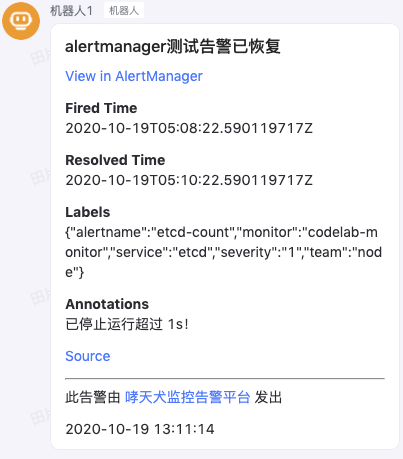 机器人1 机器人
alertmanager测试告警已恢复
View in AlertManager
Fired Time
2020-10-19T05:08:22.590119717Z
Resolved Time
2020-10-19T05:10:22.590119717Z
Labels
{"alertname":"etcd-count","monitor":"codelab-m
onitor","service":"etcd","severity":"1","team":"nod
e"}
Annotations
已停止运行超过 1s！
Source
此告警由 哮天犬监控告警平台 发出
2020-10-19 13:11:14